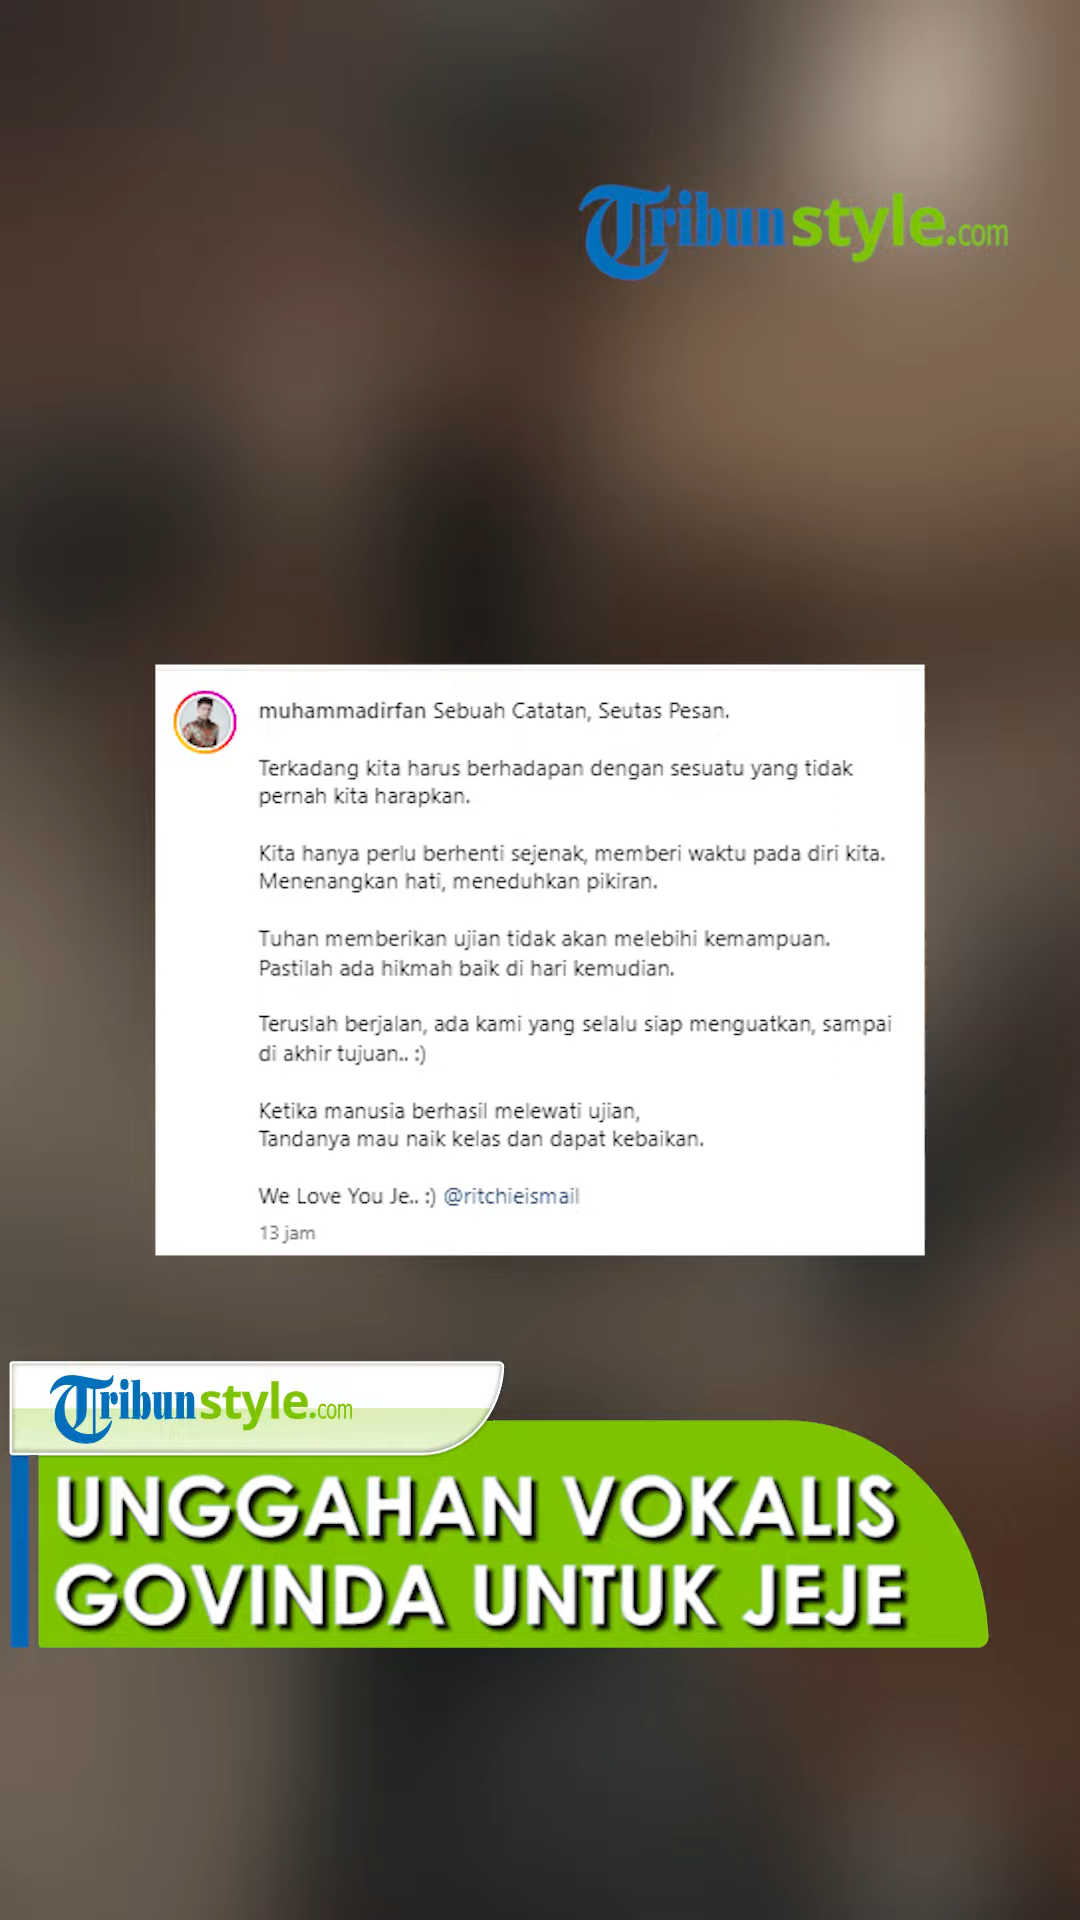 Tribunstyle.com
muhammadirfan Sebuah Catatan, Seutas Pesan.
Terkadang kita harus berhadapan dengan sesuatu yang tidak
pernah kita harapkan.
Kita hanya perlu berhenti sejenak, memberi waktu pada diri kita.
Menenangkan hati, meneduhkan pikiran.
Tuhan memberikan ujian tidak akan melebihi kemampuan.
Pastilah ada hikmah baik di hari kemudian.
Teruslah berjalan, ada kami yang selalu siap menguatkan, sampai
di akhir tujuan.. :)
Ketika manusia berhasil melewati ujian,
Tandanya mau naik kelas dan dapat kebaikan.
We Love You Je.. :) @ritchieismail
13 jam
Tribunstyle.com
UNGGAHAN VOKALIS
GOVINDA UNTUK JEJE